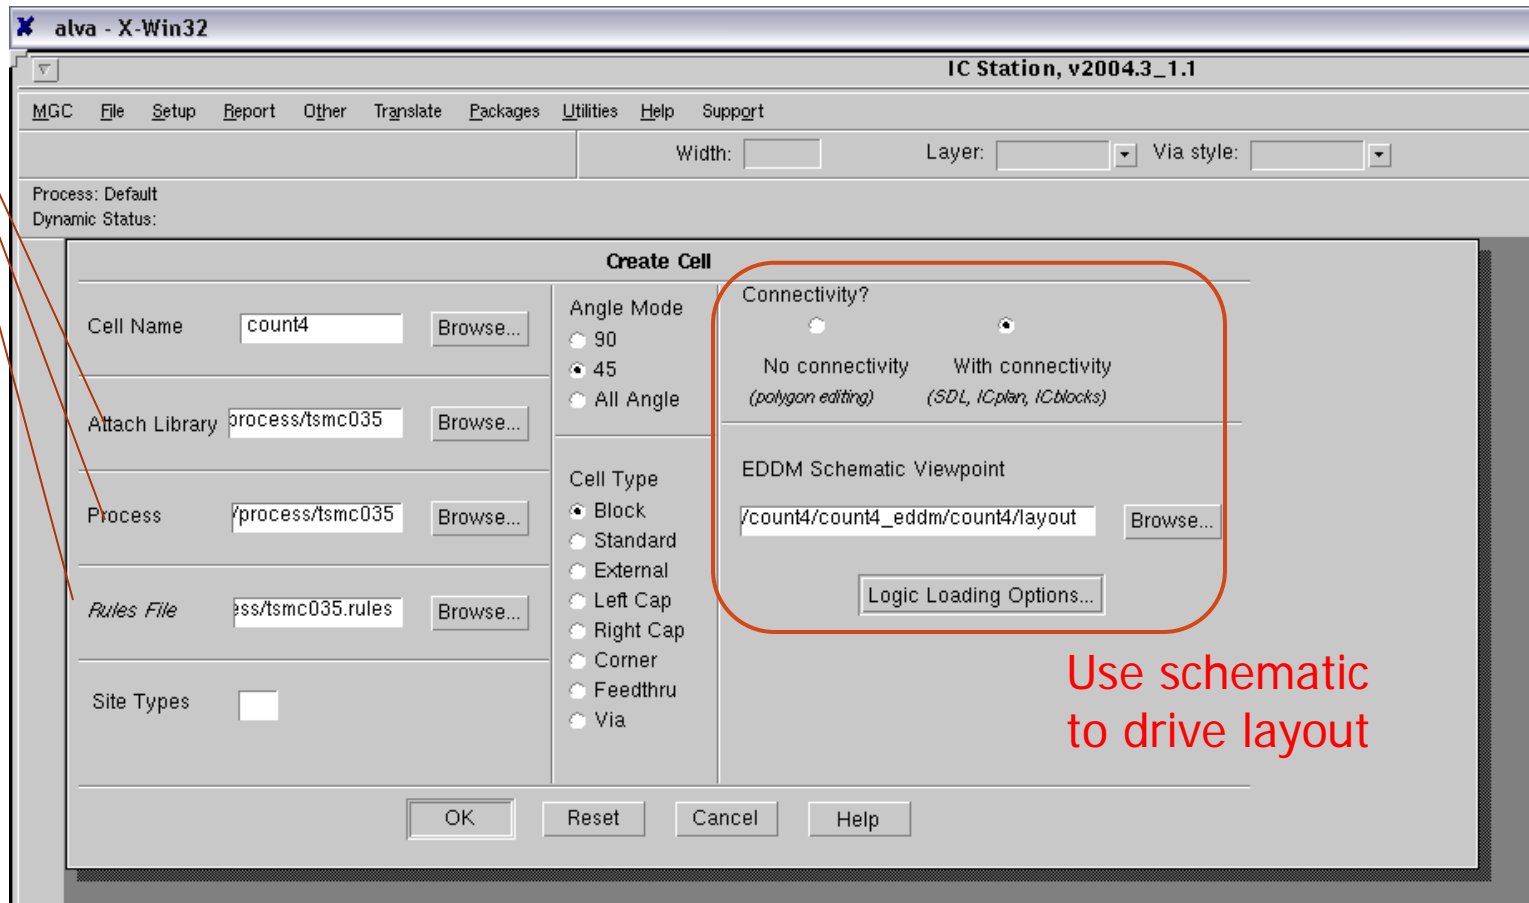 alva - X-Win32
IC Station, v2004.3_1.1
MGC File Setup Report Other Translate Packages Utilities Help Support
Width: Layer: Via style:
Process: Default
Dynamic Status:
Create Cell
Cell Name count4 Browse...
Attach Library process/tsmc035 Browse...
Process /process/tsmc035 Browse...
Rules File ess/tsmc035.rules Browse...
Site Types
Angle Mode
90
45
All Angle
Cell Type
Block
Standard
External
Left Cap
Right Cap
Corner
Feedthru
Via
Connectivity?
No connectivity With connectivity
(polygon editing) (SDL, ICplan, ICblocks)
EDDM Schematic Viewpoint
/count4/count4_eddm/count4/layout Browse...
Logic Loading Options...
Use schematic
to drive layout
OK Reset Cancel Help